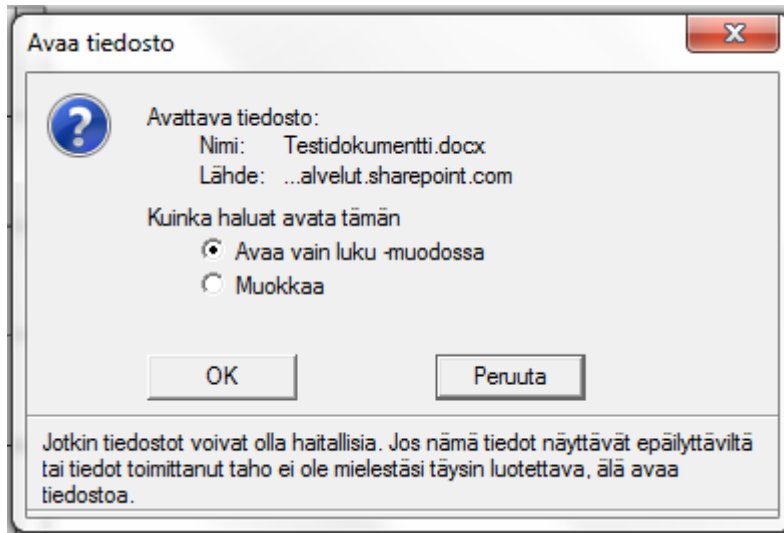 Avaa tiedosto
Avattava tiedosto:
Nimi: Testidokumentti.docx
Lähde: ...alvelut.sharepoint.com
Kuinka haluat avata tämän
Avaa vain luku -muodossa
Muokkaa
OK Peruuta
Jotkin tiedostot voivat olla haitallisia. Jos nämä tiedot näyttävät epäilyttäviltä
tai tiedot toimittanut taho ei ole mielestäsi täysin luotettava, älä avaa
tiedostoa.